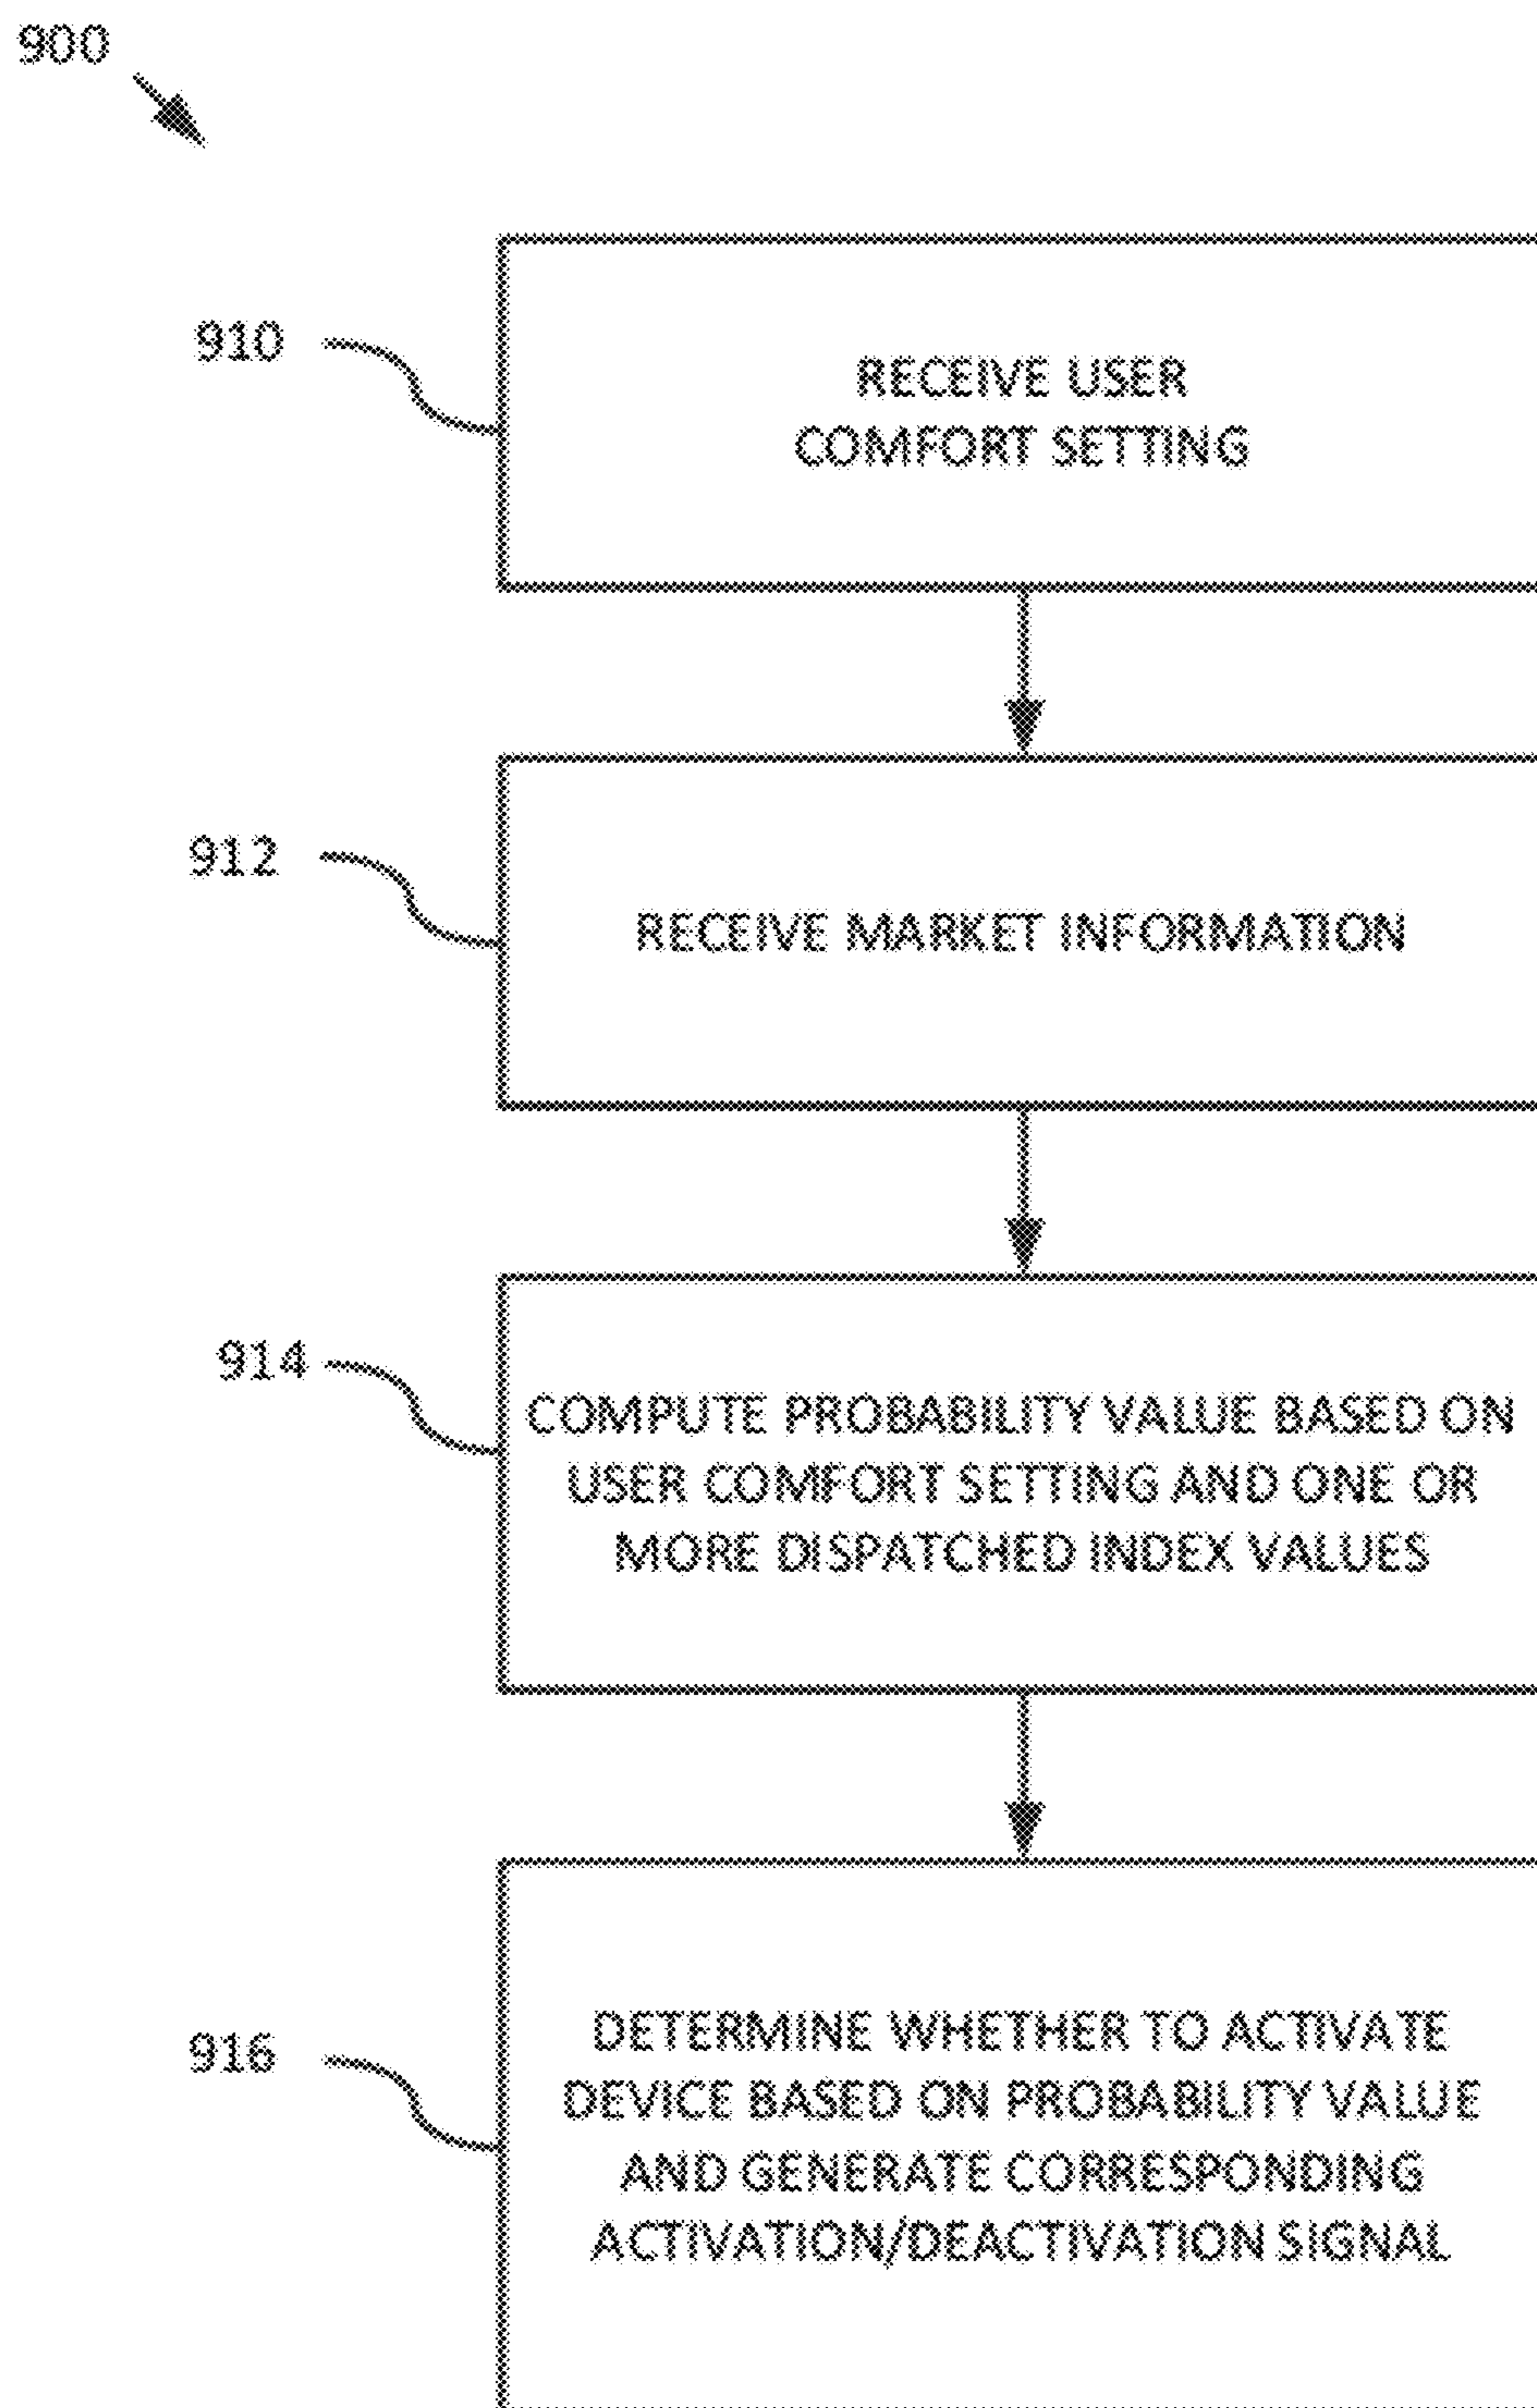 900
910
RECEIVE USER
COMFORT SETTING
912
RECEIVE MARKET INFORMATION
914
COMPUTE PROBABILITY VALUE BASED ON
USER COMFORT SETTING AND ONE OR
MORE DISPATCHED INDEX VALUES
916
DETERMINE WHETHER TO ACTIVATE
DEVICE BASED ON PROBABILITY VALUE
AND GENERATE CORRESPONDING
ACTIVATION/DEACTIVATION SIGNAL